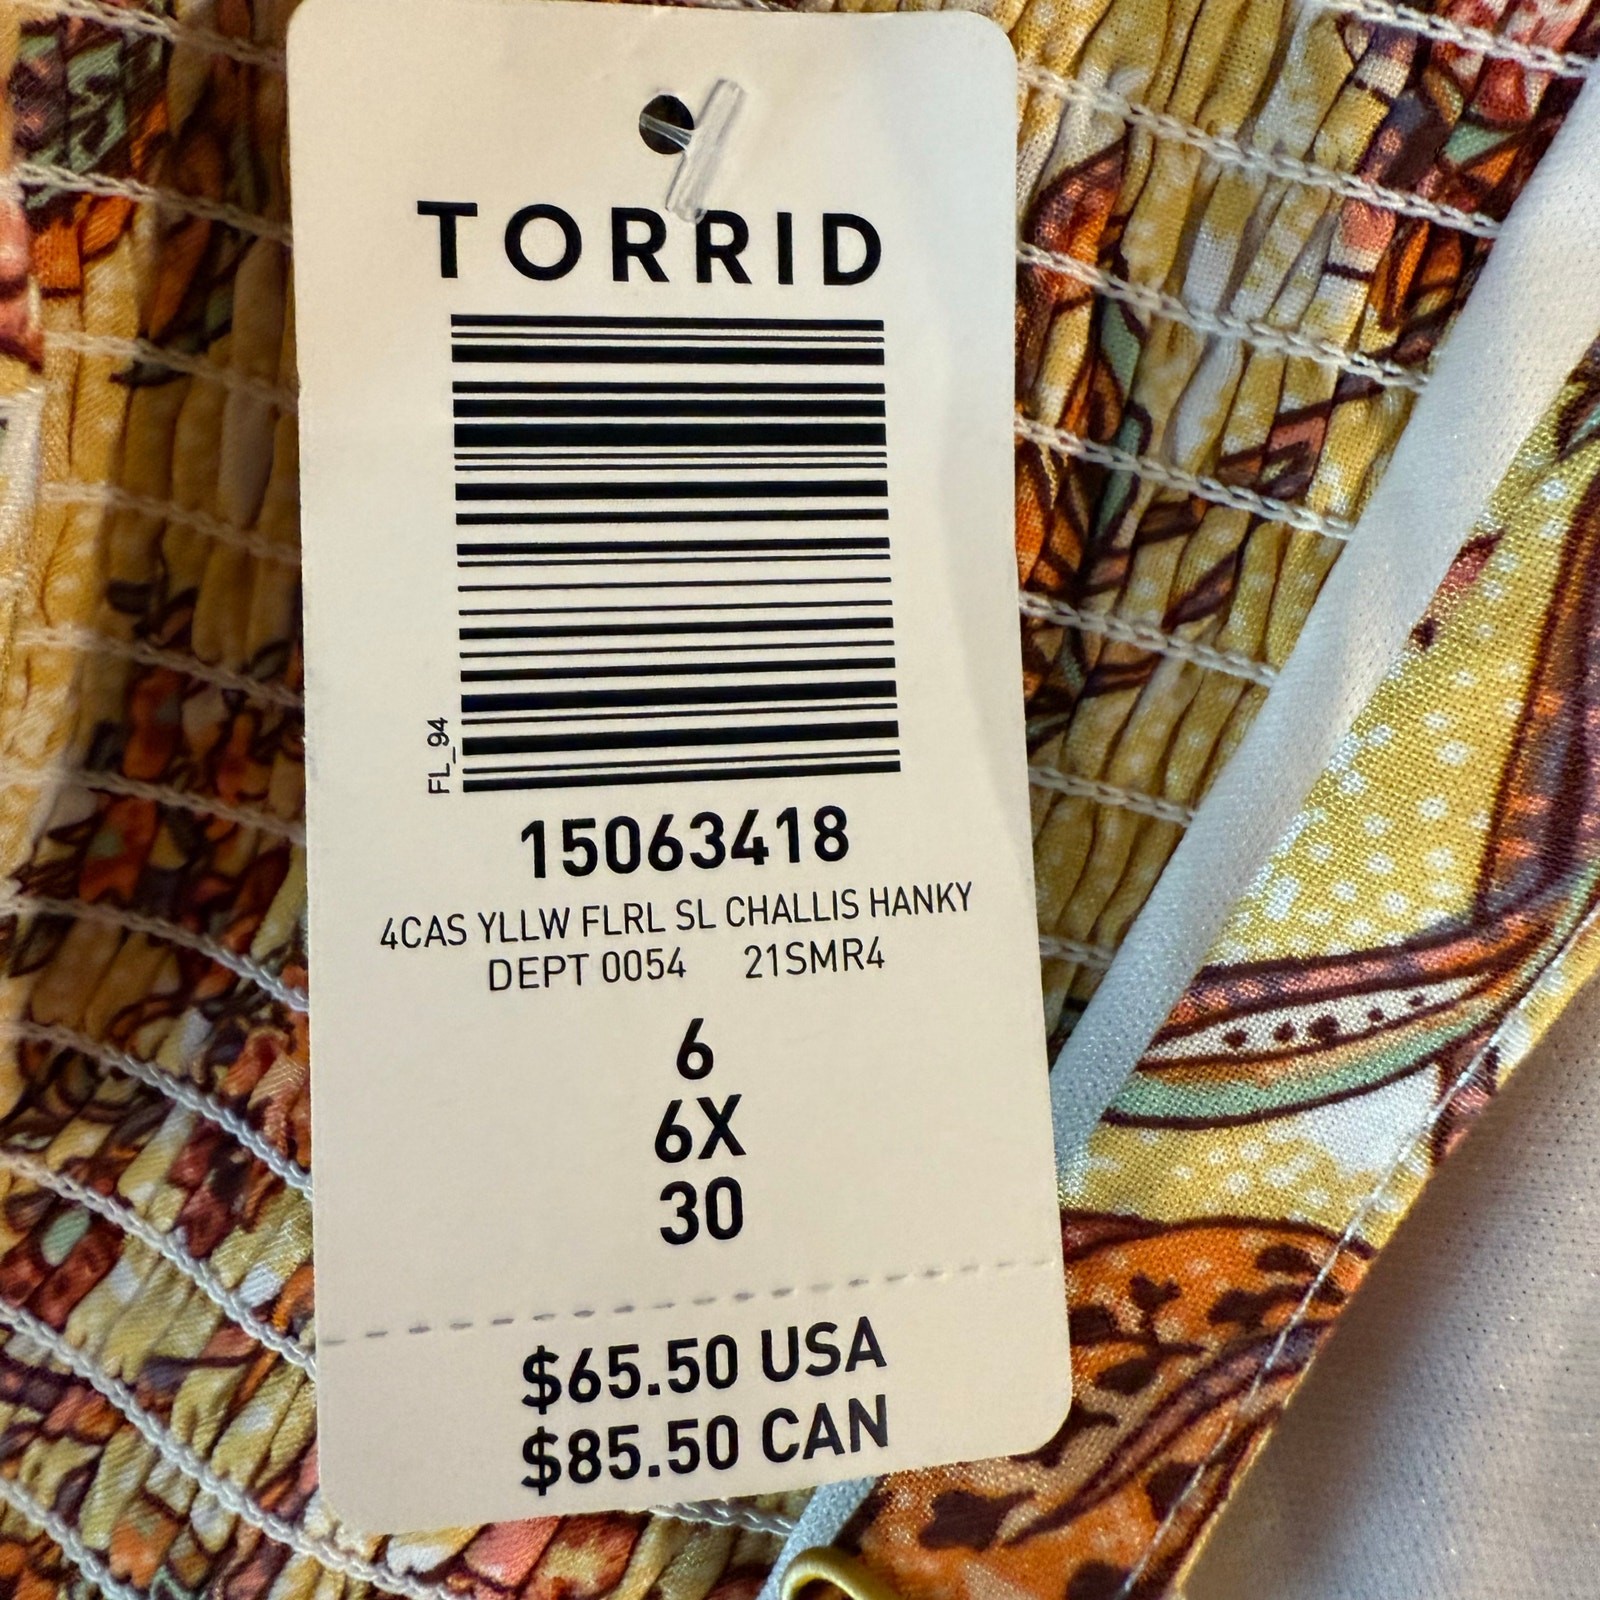 TORRID
FL_94
15063418
4CAS YLLW FLRL SL CHALLIS HANKY
DEPT 0054 21SMR4
6
6X
30
$65.50 USA
$85.50 CAN